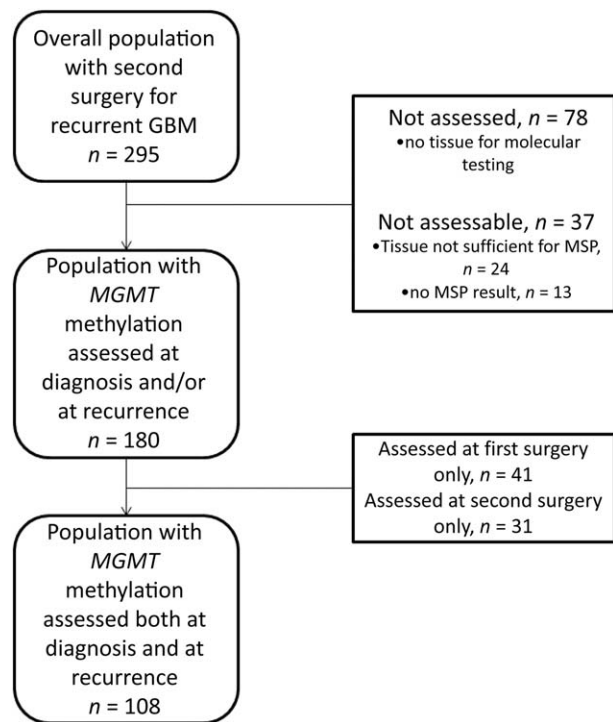 Overall population
with second
surgery for
recurrent GBM
n = 295
Not assessed, n = 78
•no tissue for molecular
testing
Not assessable, n = 37
•Tissue not sufficient for MSP,
n = 24
•no MSP result, n = 13
Population with
MGMT
methylation
assessed at
diagnosis and/or
at recurrence
n = 180
Assessed at first surgery
only, n = 41
Assessed at second surgery
only, n = 31
Population with
MGMT
methylation
assessed both at
diagnosis and at
recurrence
n = 108